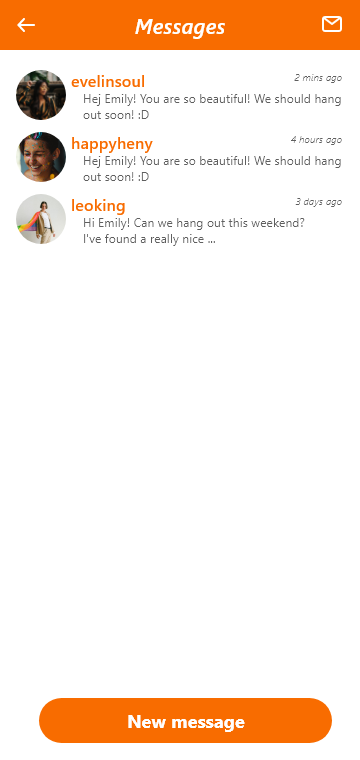 Messages
evelinsoul
2 mins ago
Hej Emily! You are so beautiful! We should hang
out soon! :D
happyheny
4 hours ago
Hej Emily! You are so beautiful! We should hang
out soon! :D
leoking
3 days ago
Hi Emily! Can we hang out this weekend?
I've found a really nice ...
New message